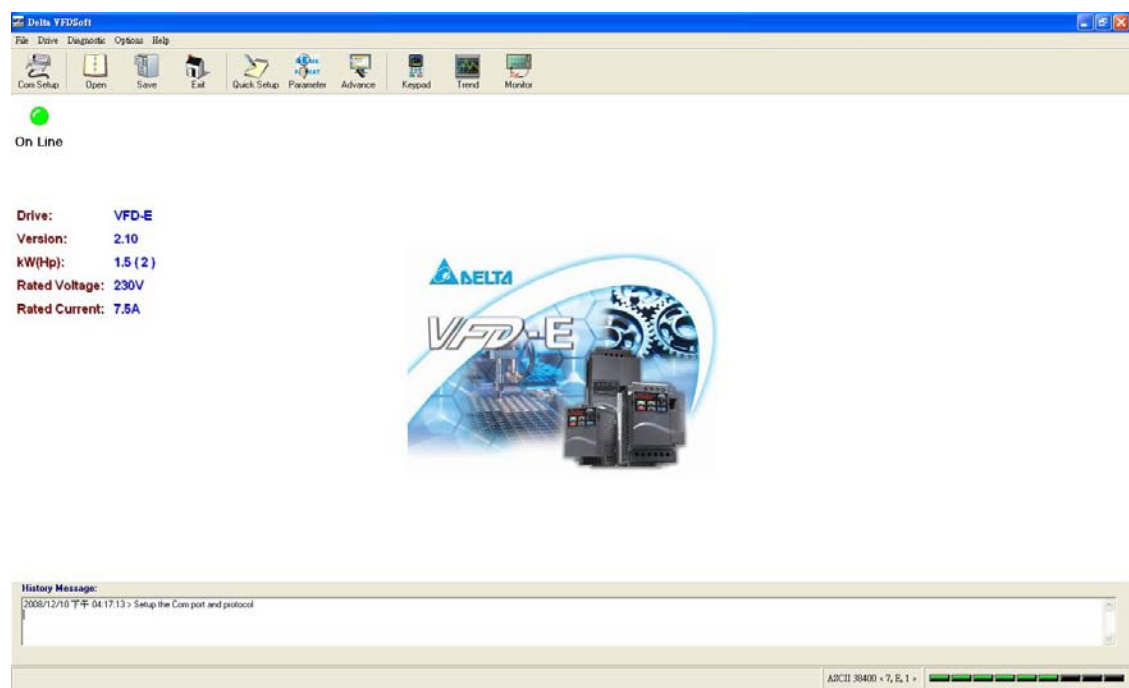 Delta VFDSoft
File Drive Diagnostic Options Help
Com Setup Open Save Exit Quick Setup Parameter Advance Keypad Trend Monitor
On Line
Drive: VFD-E
Version: 2.10
kW(Hp): 1.5 ( 2 )
Rated Voltage: 230V
Rated Current: 7.5A
DELTA
VFD-E
History Message:
2008/12/10 下午 04:17:13 > Setup the Com port and protocol
ASCII 38400 < 7, E, 1 >